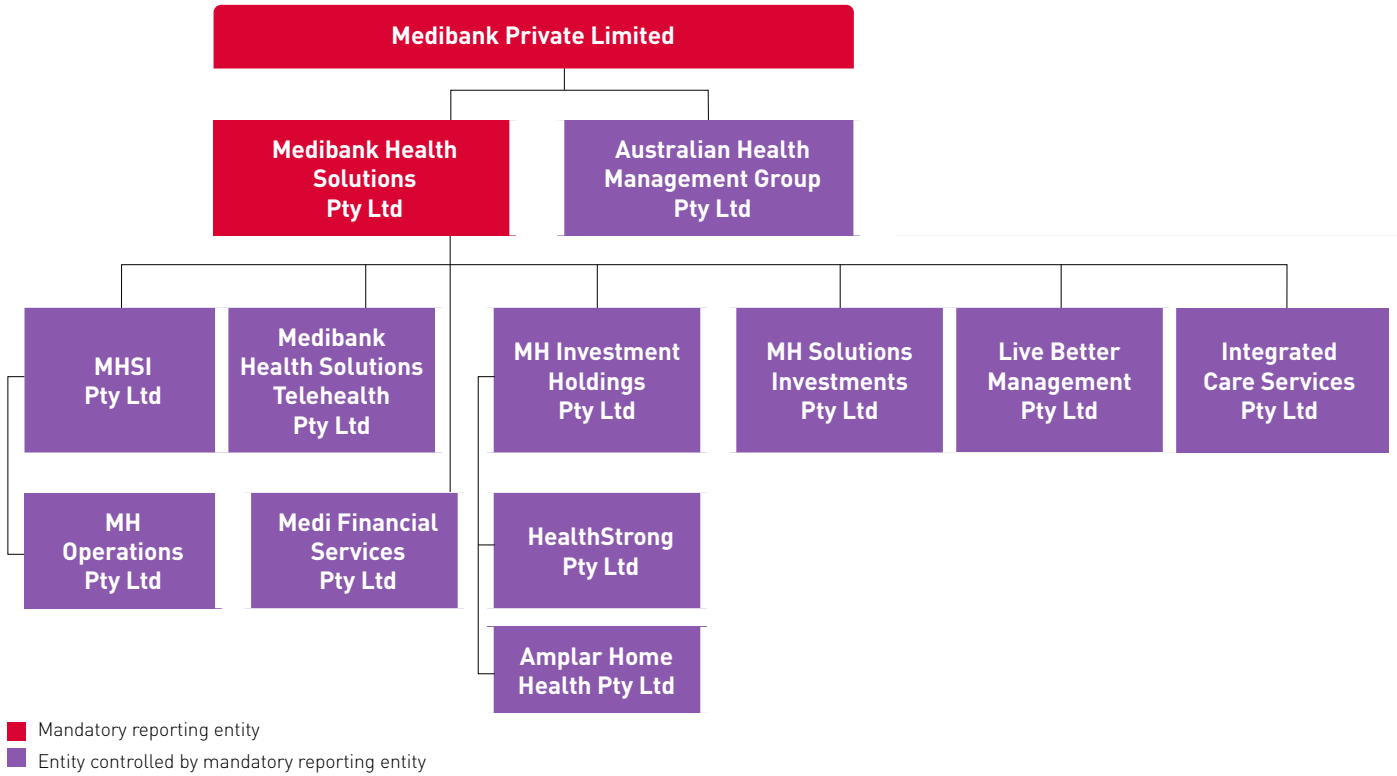 Medibank Private Limited
Medibank Health
Solutions
Pty Ltd
Australian Health
Management Group
Pty Ltd
MHSI
Pty Ltd
Medibank
Health Solutions
Telehealth
Pty Ltd
MH Investment
Holdings
Pty Ltd
MH Solutions
Investments
Pty Ltd
Live Better
Management
Pty Ltd
Integrated
Care Services
Pty Ltd
MH
Operations
Pty Ltd
Medi Financial
Services
Pty Ltd
HealthStrong
Pty Ltd
Amplar Home
Health Pty Ltd
Mandatory reporting entity
Entity controlled by mandatory reporting entity